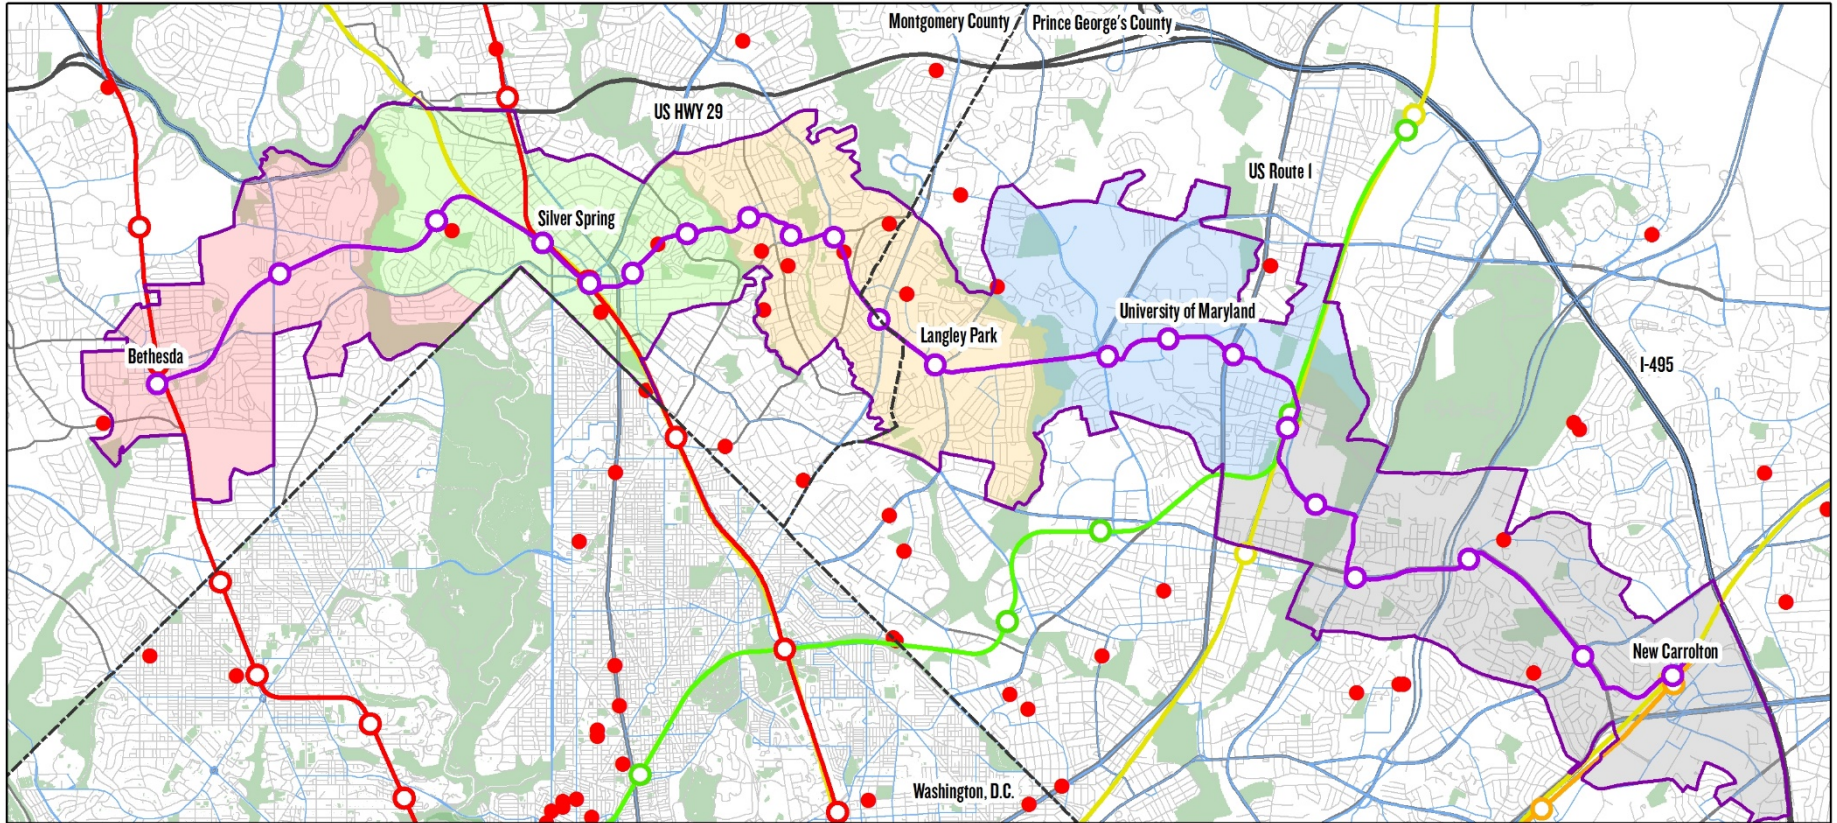 Montgomery County
Prince George's County
US HWY 29
US Route 1
Silver Spring
University of Maryland
Langley Park
Bethesda
I-495
New Carrolton
Washington, D.C.